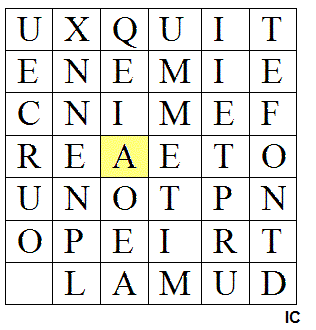 U X Q U I T
E N E M I E
C N I M E F
R E A E T O
U N O T P N
O P E I R T
L A M U D
IC